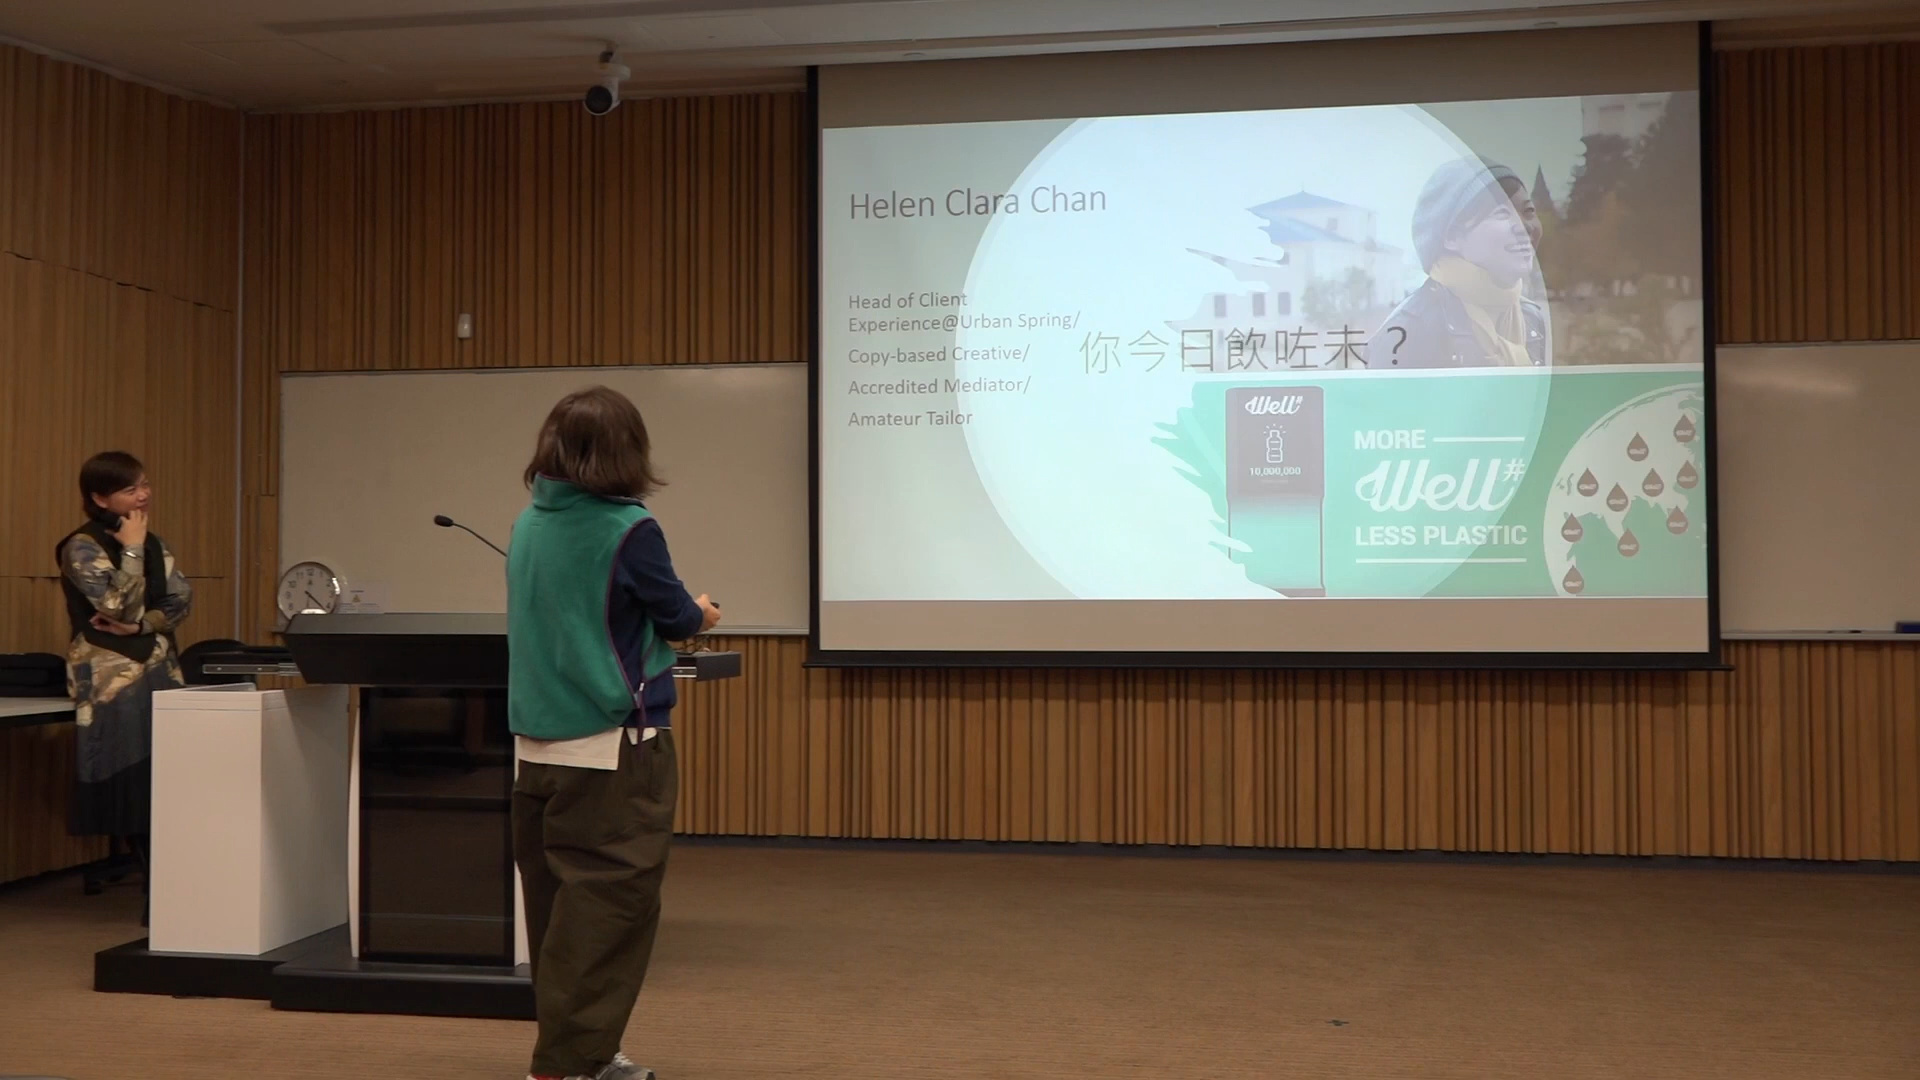 Helen Clara Chan
Head of Client
Experience@Urban Spring/
Copy-based Creative/
Accredited Mediator/
Amateur Tailor
你今日飲咗未？
Well#
10,000,000
MORE
Well#
LESS PLASTIC